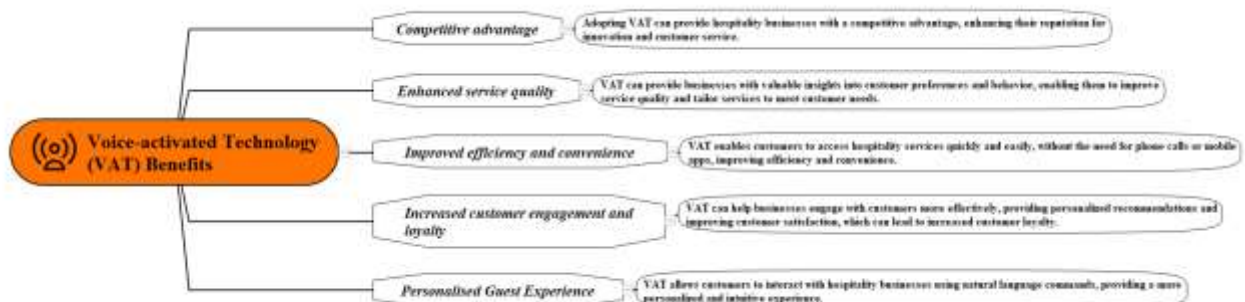 Competitive advantage
Adopting VAT can provide hospitality businesses with a competitive advantage, enhancing their reputation for
innovation and customer service.
Enhanced service quality
VAT can provide businesses with valuable insights into customer preferences and behavior, enabling them to improve
service quality and tailor services to meet customer needs.
Voice-activated Technology
(VAT) Benefits
Improved efficiency and convenience
VAT enables customers to access hospitality services quickly and easily, without the need for phone calls or mobile
apps, improving efficiency and convenience.
Increased customer engagement and
loyalty
VAT can help businesses engage with customers more effectively, providing personalized recommendations and
improving customer satisfaction, which can lead to increased customer loyalty.
Personalised Guest Experience
VAT allows customers to interact with hospitality businesses using natural language commands, providing a more
personalized and intuitive experience.